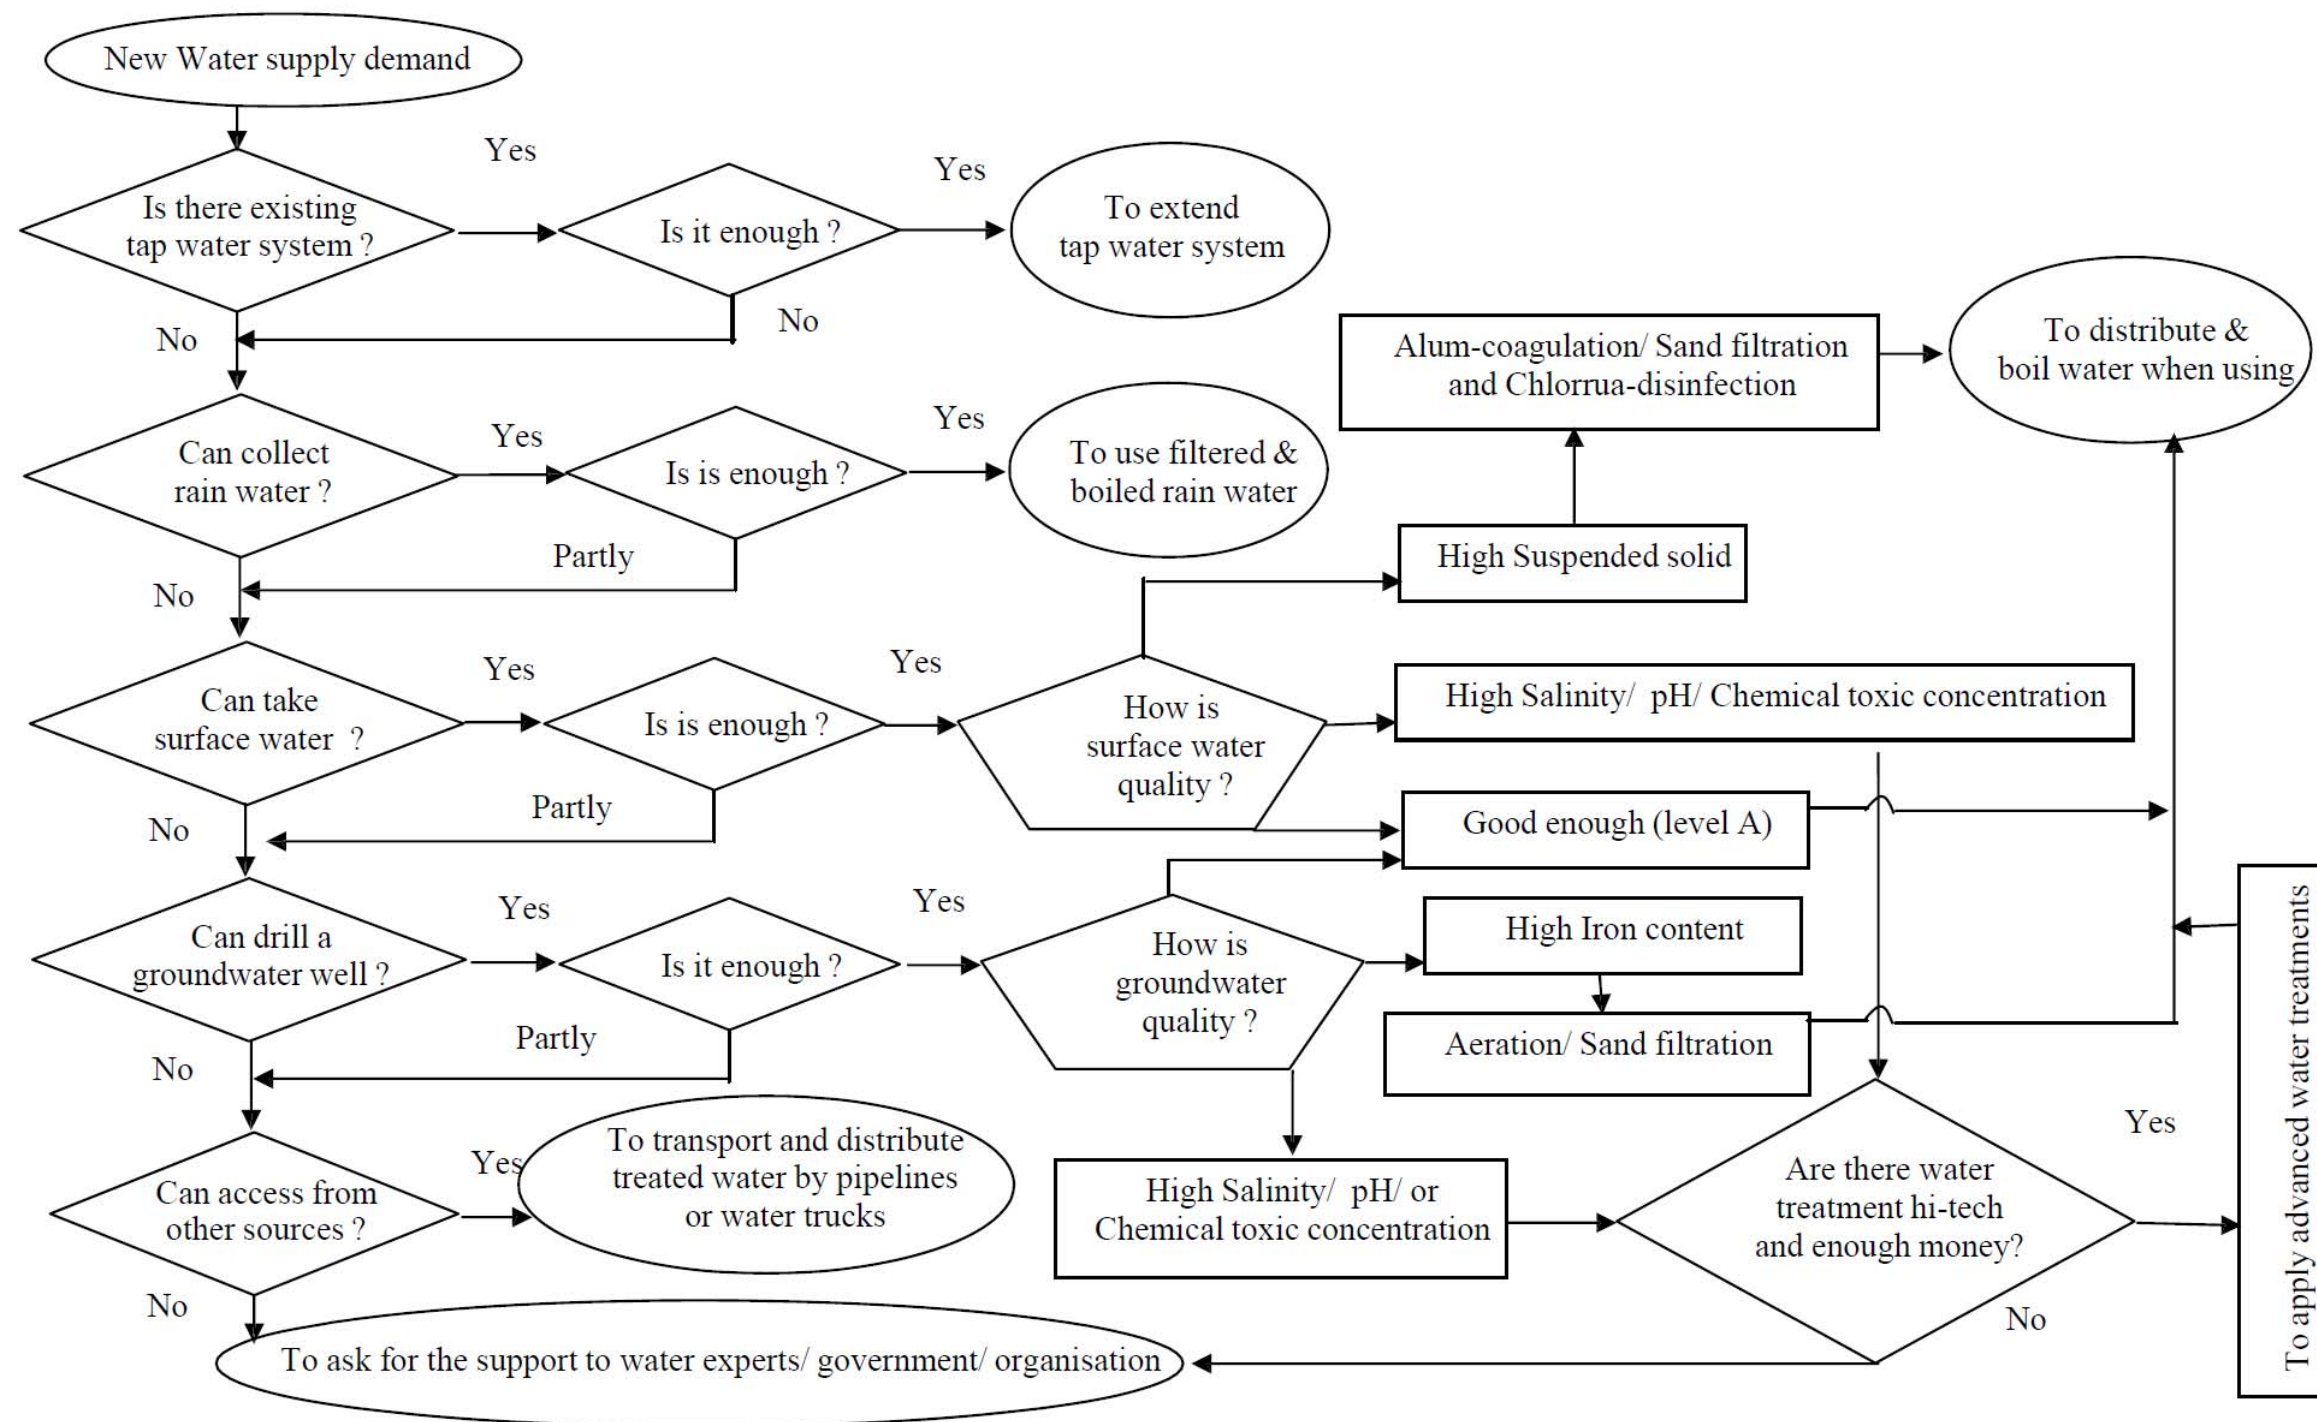 New Water supply demand
Yes
Yes
Is there existing
tap water system ?
Is it enough ?
To extend
tap water system
No
No
To distribute &
boil water when using
Alum-coagulation/ Sand filtration
and Chlorrua-disinfection
Can collect
rain water ?
Yes
Is is enough ?
Yes
To use filtered &
boiled rain water
Partly
No
High Suspended solid
Can take
surface water ?
Yes
Is is enough ?
Yes
How is
surface water
quality ?
High Salinity/ pH/ Chemical toxic concentration
Partly
No
Good enough (level A)
Can drill a
groundwater well ?
Yes
Is it enough ?
Yes
How is
groundwater
quality ?
High Iron content
Aeration/ Sand filtration
Partly
No
To apply advanced water treatments
Can access from
other sources ?
Yes
To transport and distribute
treated water by pipelines
or water trucks
High Salinity/ pH/ or
Chemical toxic concentration
Are there water
treatment hi-tech
and enough money?
Yes
No
No
To ask for the support to water experts/ government/ organisation